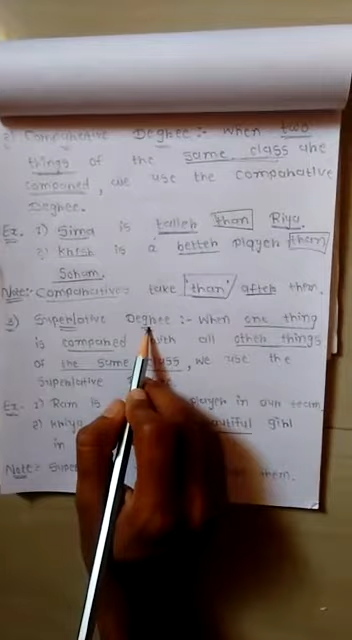 2) Comparative Degree :- When two
things of the same class are
compared, we use the comparative
Degree.
Ex. 1) Sima is taller than Riya.
2) Krish is a better player than
Soham.
Note:- Comparatives take 'than' after them.
3) Superlative Degree :- When one thing
is compared with all other things
of the same class, we use the
Superlative
Ex. 1) Ram is player in our team.
2) girl
in
Note:- them.